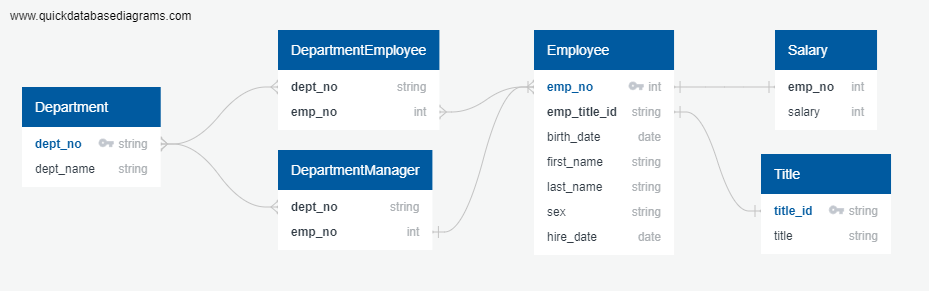 www.quickdatabasediagrams.com
Department
dept_no string
dept_name string
DepartmentEmployee
dept_no string
emp_no int
DepartmentManager
dept_no string
emp_no int
Employee
emp_no int
emp_title_id string
birth_date date
first_name string
last_name string
sex string
hire_date date
Salary
emp_no int
salary int
Title
title_id string
title string